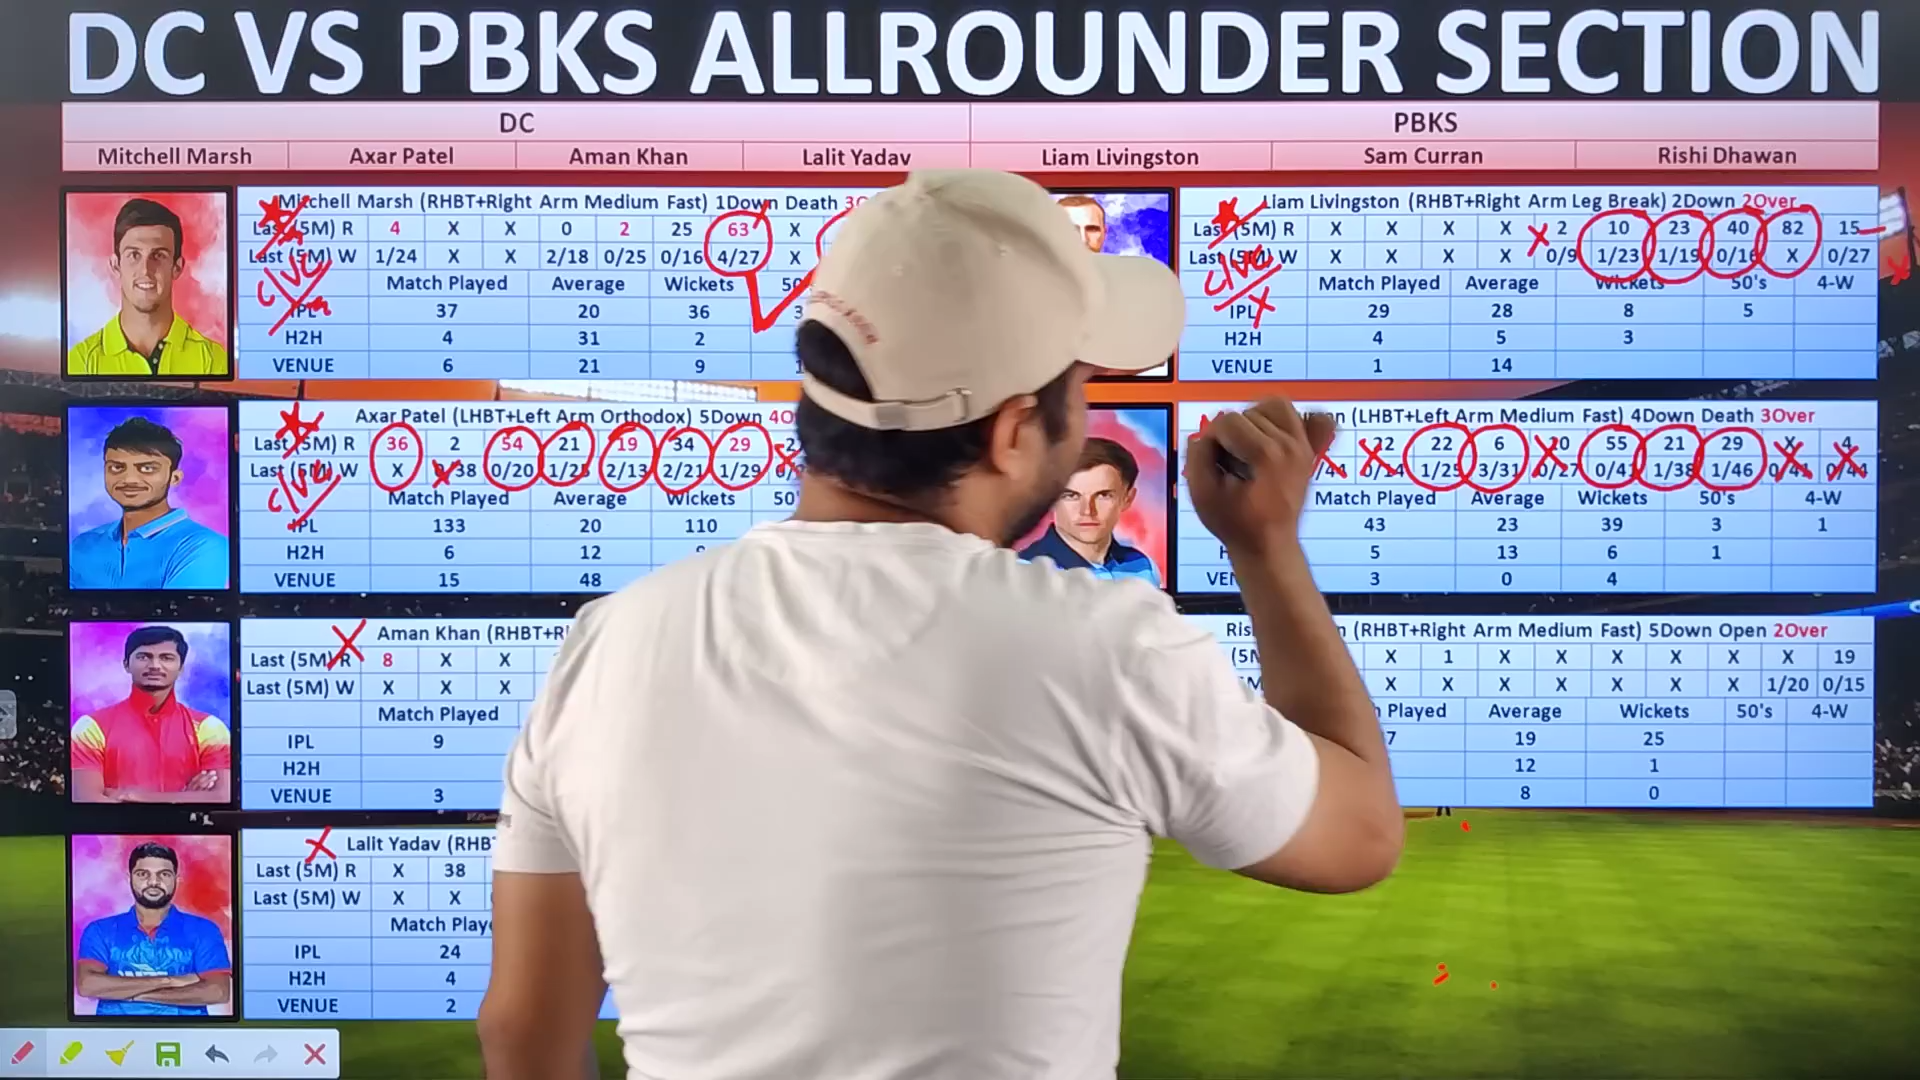 DC VS PBKS ALLROUNDER SECTION
DC PBKS
Mitchell Marsh Axar Patel Aman Khan Lalit Yadav Liam Livingston Sam Curran Rishi Dhawan
Mitchell Marsh (RHBT+Right Arm Medium Fast) 1Down Death
Last (5M) R 4 X X 0 2 25 63 X
Last (5M) W 1/24 X X 2/18 0/25 0/16 4/27 X
Match Played Average Wickets
IPL 37 20 36
H2H 4 31 2
VENUE 6 21 9
C/VC
Liam Livingston (RHBT+Right Arm Leg Break) 2Down 2Over
Last (5M) R X X X X 2 10 23 40 82 15
Last (5M) W X X X X 0/9 1/23 1/19 0/16 X 0/27
Match Played Average Wickets 50's 4-W
IPL 29 28 8 5
H2H 4 5 3
VENUE 1 14
C/VC
Axar Patel (LHBT+Left Arm Orthodox) 5Down
Last (5M) R 36 2 54 21 19 34 29
Last (5M) W X 0/20 2/13 2/21 1/29
Match Played Average Wickets
IPL 133 20 110
H2H 6 12
VENUE 15 48
C/VC
(LHBT+Left Arm Medium Fast) 4Down Death 3Over
22 22 6 55 21 29 X 4
1/25 3/31 0/27 0/41 1/38 1/46 0/44
Match Played Average Wickets 50's 4-W
43 23 39 3 1
5 13 6 1
3 0 4
Aman Khan
Last (5M) R 8 X X
Last (5M) W X X X
Match Played
IPL 9
H2H
VENUE 3
(RHBT+Right Arm Medium Fast) 5Down Open 2Over
X 1 X X X X X X 19
X X X X X X X 1/20 0/15
Played Average Wickets 50's 4-W
19 25
12 1
8 0
Lalit Yadav
Last (5M) R X 38
Last (5M) W X X
Match
IPL 24
H2H 4
VENUE 2